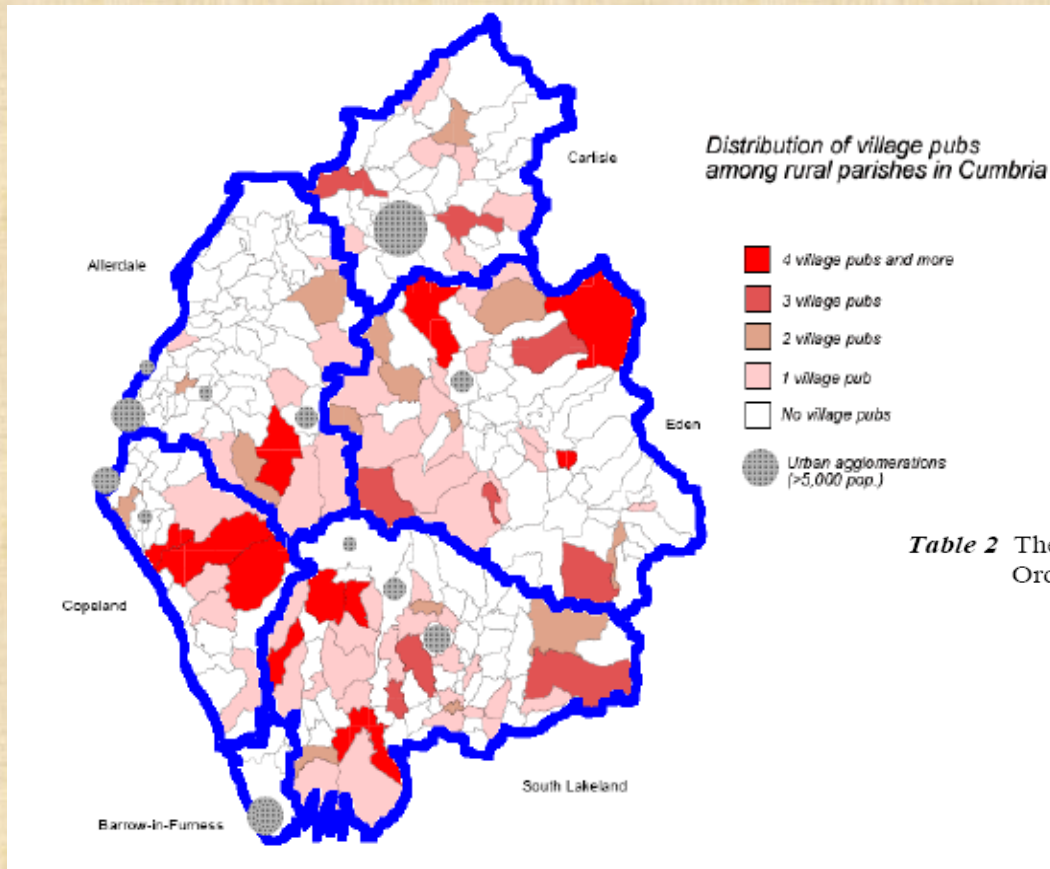 Distribution of village pubs
among rural parishes in Cumbria
4 village pubs and more
3 village pubs
2 village pubs
1 village pub
No village pubs
Urban agglomerations
(>5,000 pop.)
Carlisle
Allerdale
Eden
Copeland
South Lakeland
Barrow-in-Furness
Table 2 The
Orc